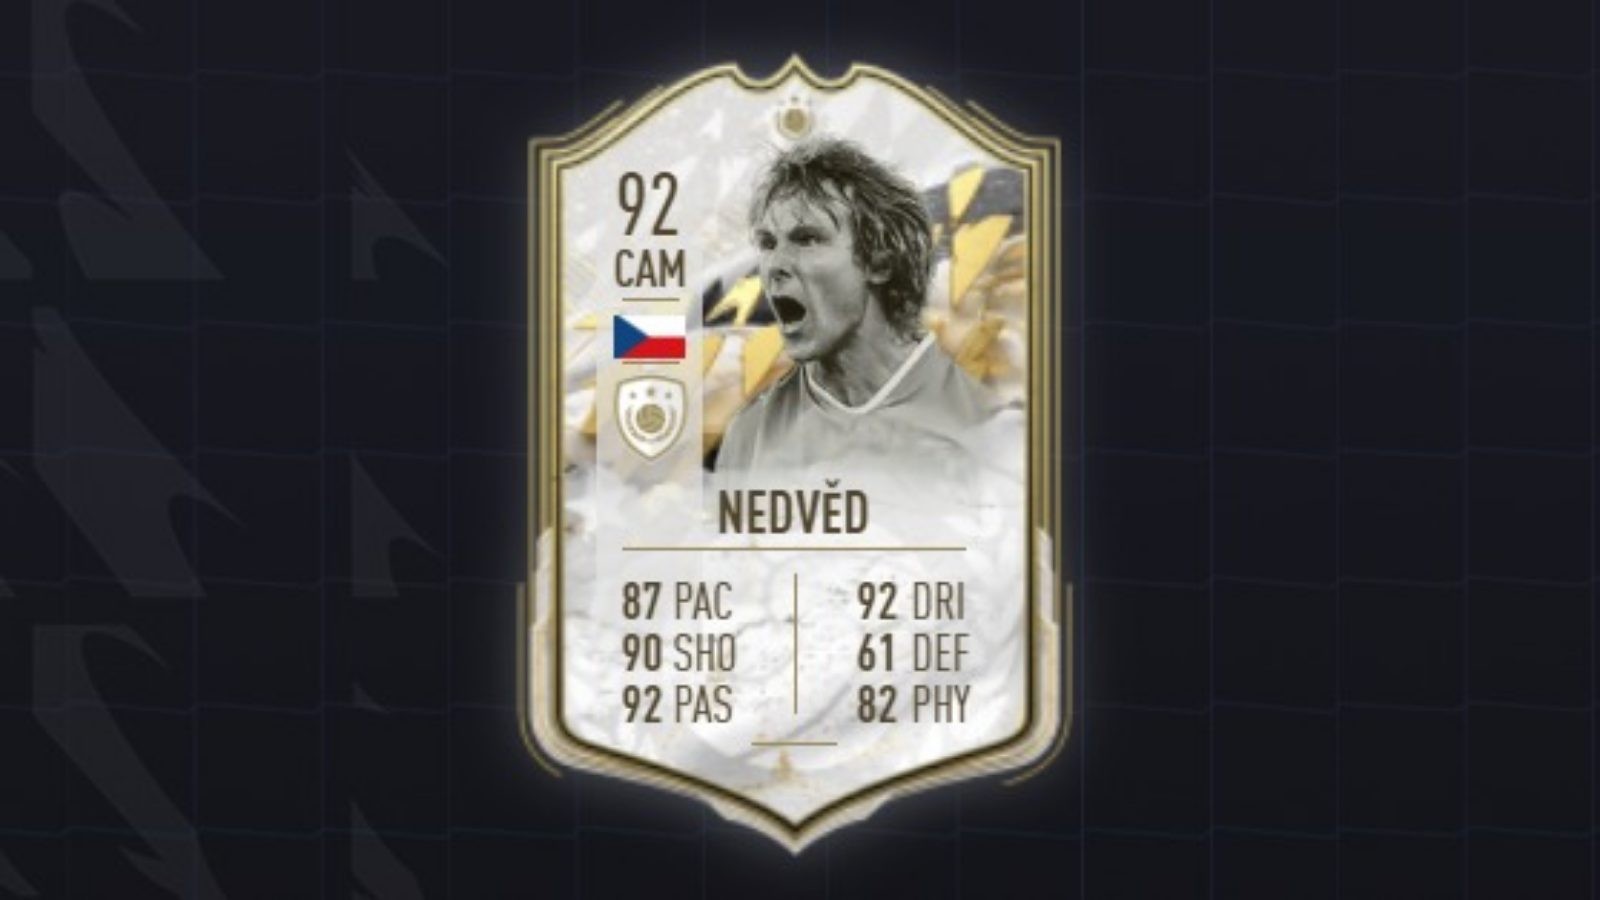 92
CAM
NEDVĚD
87 PAC
90 SHO
92 PAS
92 DRI
61 DEF
82 PHY